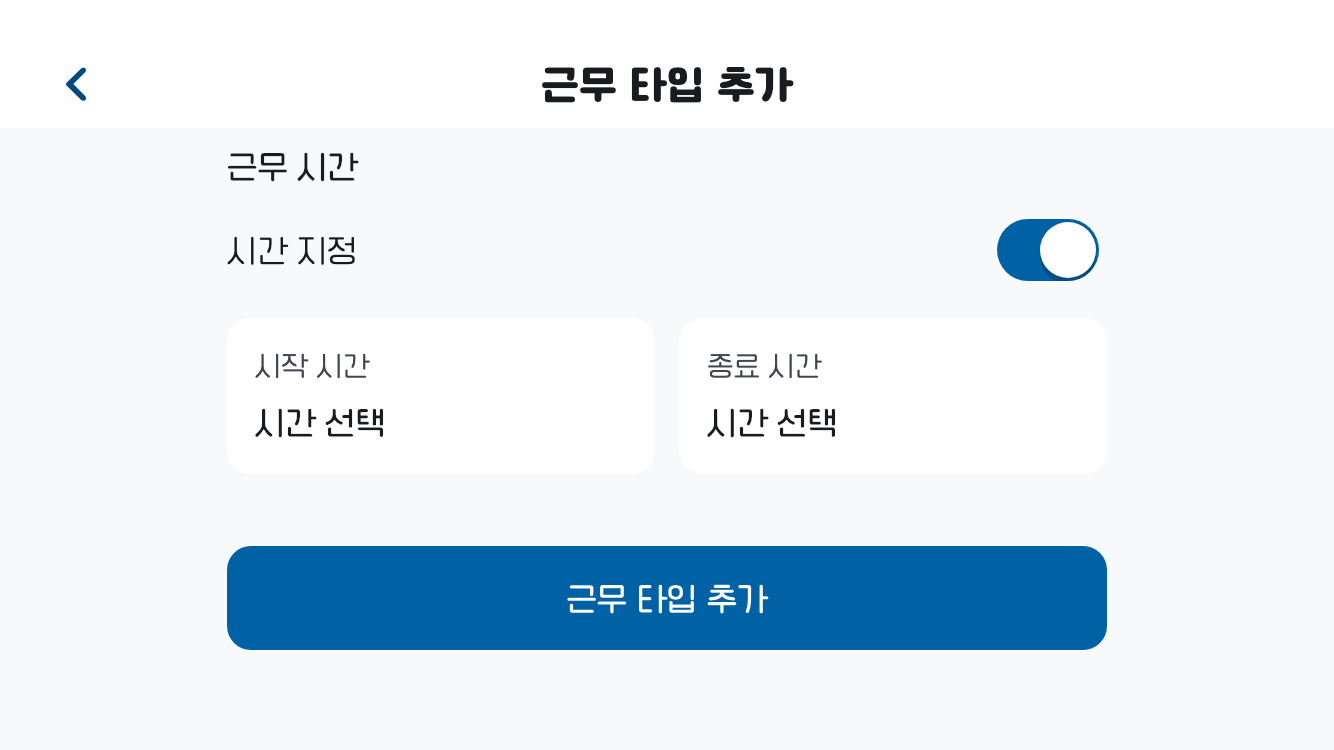 근무 타입 추가
근무 시간
시간 지정
시작 시간
시간 선택
종료 시간
시간 선택
근무 타입 추가